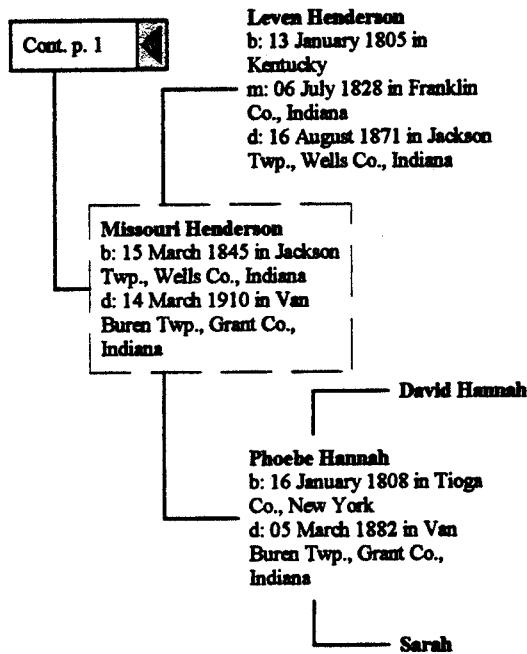 Cont. p. 1
Leven Henderson
b: 13 January 1805 in
Kentucky
m: 06 July 1828 in Franklin
Co., Indiana
d: 16 August 1871 in Jackson
Twp., Wells Co., Indiana
Missouri Henderson
b: 15 March 1845 in Jackson
Twp., Wells Co., Indiana
d: 14 March 1910 in Van
Buren Twp., Grant Co.,
Indiana
David Hannah
Phoebe Hannah
b: 16 January 1808 in Tioga
Co., New York
d: 05 March 1882 in Van
Buren Twp., Grant Co.,
Indiana
Sarah